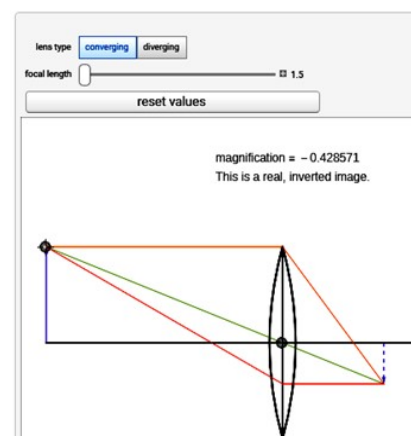 lens type converging diverging
focal length 1.5
reset values
magnification = −0.428571
This is a real, inverted image.